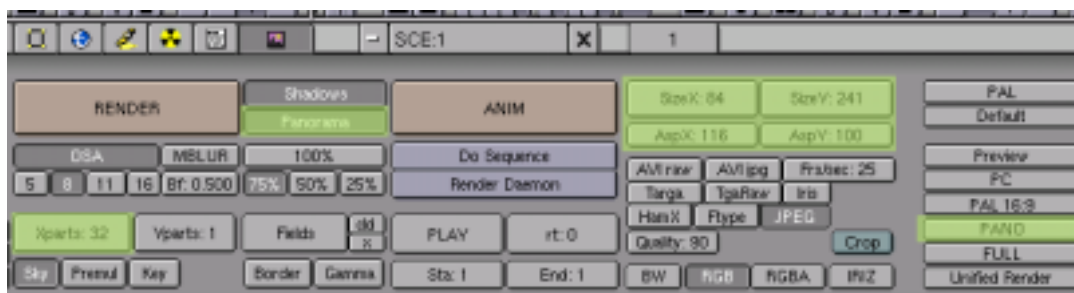 SCE:1 1
RENDER Shadows ANIM SizeX: 84 SizeY: 241 PAL
Panorama AspX: 116 AspY: 100 Default
OSA MBLUR 100% Do Sequence AVI raw AVI jpg Frs/sec: 25 Preview
5 8 11 16 Bf: 0.500 75% 50% 25% Render Daemon Targa TgaRaw Iris PC
HamX Ftype JPEG PAL 16:9
Xparts: 32 Yparts: 1 Fields Odd X PLAY rt: 0 Quality: 90 Crop PANO
FULL
Sky Premul Key Border Gamma Sta: 1 End: 1 BW RGB RGBA IRIZ Unified Render